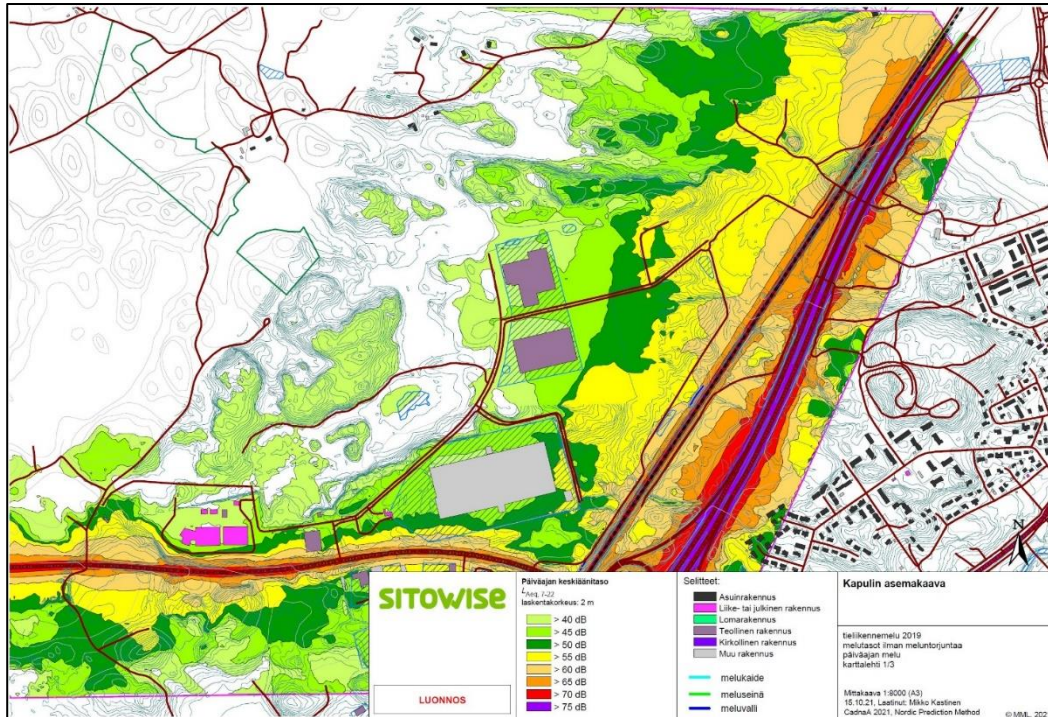 SITOWISE
LUONNOS
Päiväajan keskiäänitaso
L Aeq, 7-22
laskentakorkeus: 2 m
> 40 dB
> 45 dB
> 50 dB
> 55 dB
> 60 dB
> 65 dB
> 70 dB
> 75 dB
Selitteet:
Asuinrakennus
Liike- tai julkinen rakennus
Lomarakennus
Teollinen rakennus
Kirkollinen rakennus
Muu rakennus
melukaide
meluseinä
meluvalli
N
Kapulin asemakaava
tieliikennemelu 2019
melutasot ilman meluntorjuntaa
päiväajan melu
karttalehti 1/3
Mittakaava 1:8000 (A3)
15.10.21, Laatinut: Mikko Kastinen
CadnaA 2021, Nordic Prediction Method
© MML, 202